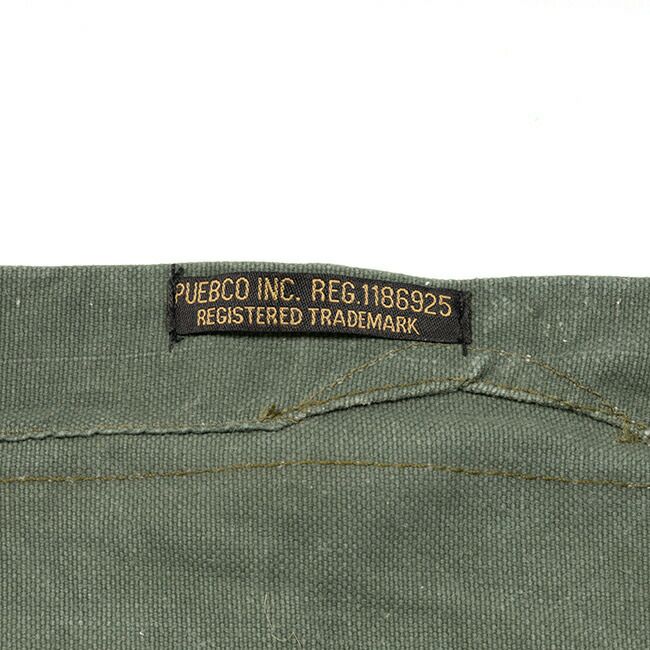 PUEBCO INC. REG.1186925
REGISTERED TRADEMARK